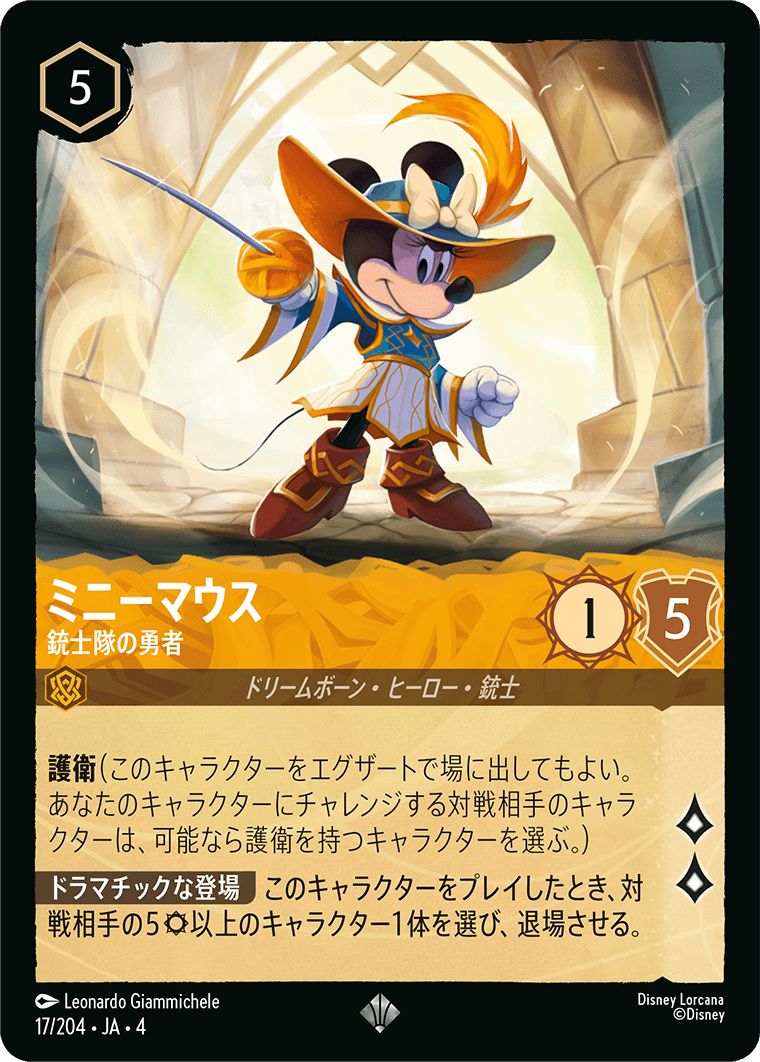 5
ミニーマウス
銃士隊の勇者
1
5
ドリームボーン・ヒーロー・銃士
護衛(このキャラクターをエグザートで場に出してもよい。
あなたのキャラクターにチャレンジする対戦相手のキャラ
クターは、可能なら護衛を持つキャラクターを選ぶ。)
ドラマチックな登場 このキャラクターをプレイしたとき、対
戦相手の5以上のキャラクター1体を選び、退場させる。
Leonardo Giammichele
17/204・JA・4
Disney Lorcana
©Disney